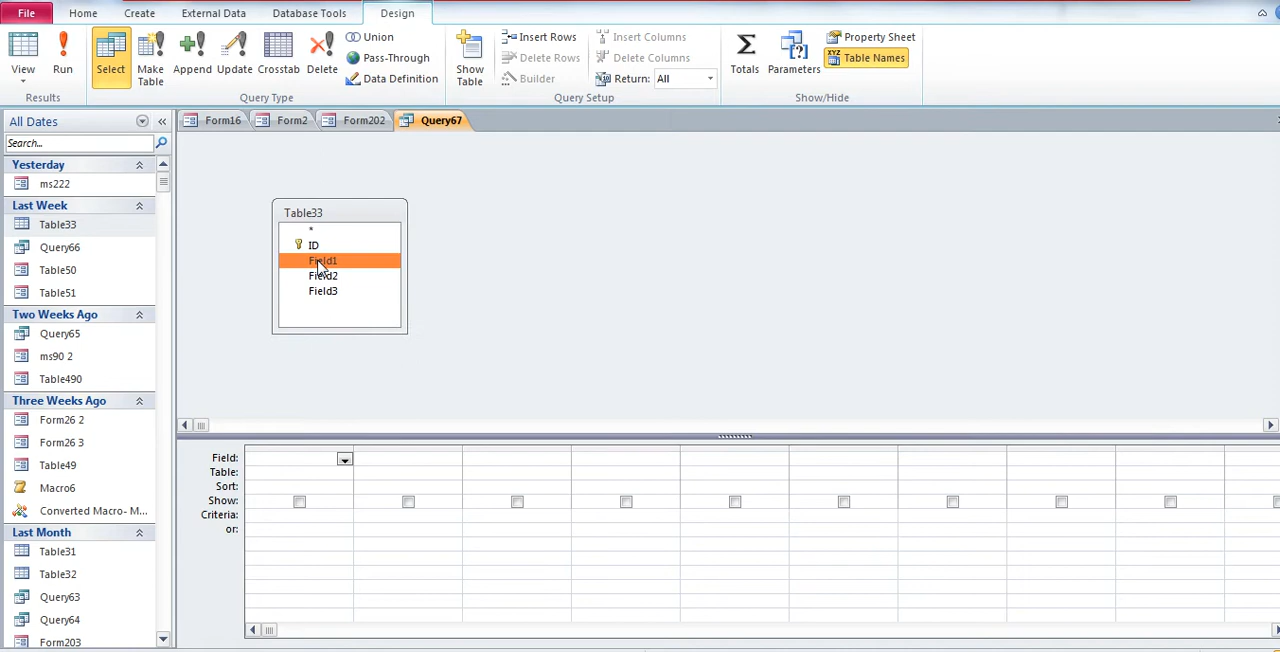 File Home Create External Data Database Tools Design
View Run Select Make Table Append Update Crosstab Delete
Union
Pass-Through
Data Definition
Show Table
Insert Rows
Delete Rows
Builder
Insert Columns
Delete Columns
Return: All
Totals Parameters
Property Sheet
XYZ Table Names
Results Query Type Query Setup Show/Hide
All Dates
Search...
Form16 Form2 Form202 Query67
Yesterday
ms222
Last Week
Table33
Query66
Table50
Table51
Two Weeks Ago
Query65
ms90 2
Table490
Three Weeks Ago
Form26 2
Form26 3
Table49
Macro6
Converted Macro- M...
Last Month
Table31
Table32
Query63
Query64
Form203
Table33
*
ID
Field1
Field2
Field3
Field:
Table:
Sort:
Show:
Criteria:
or: